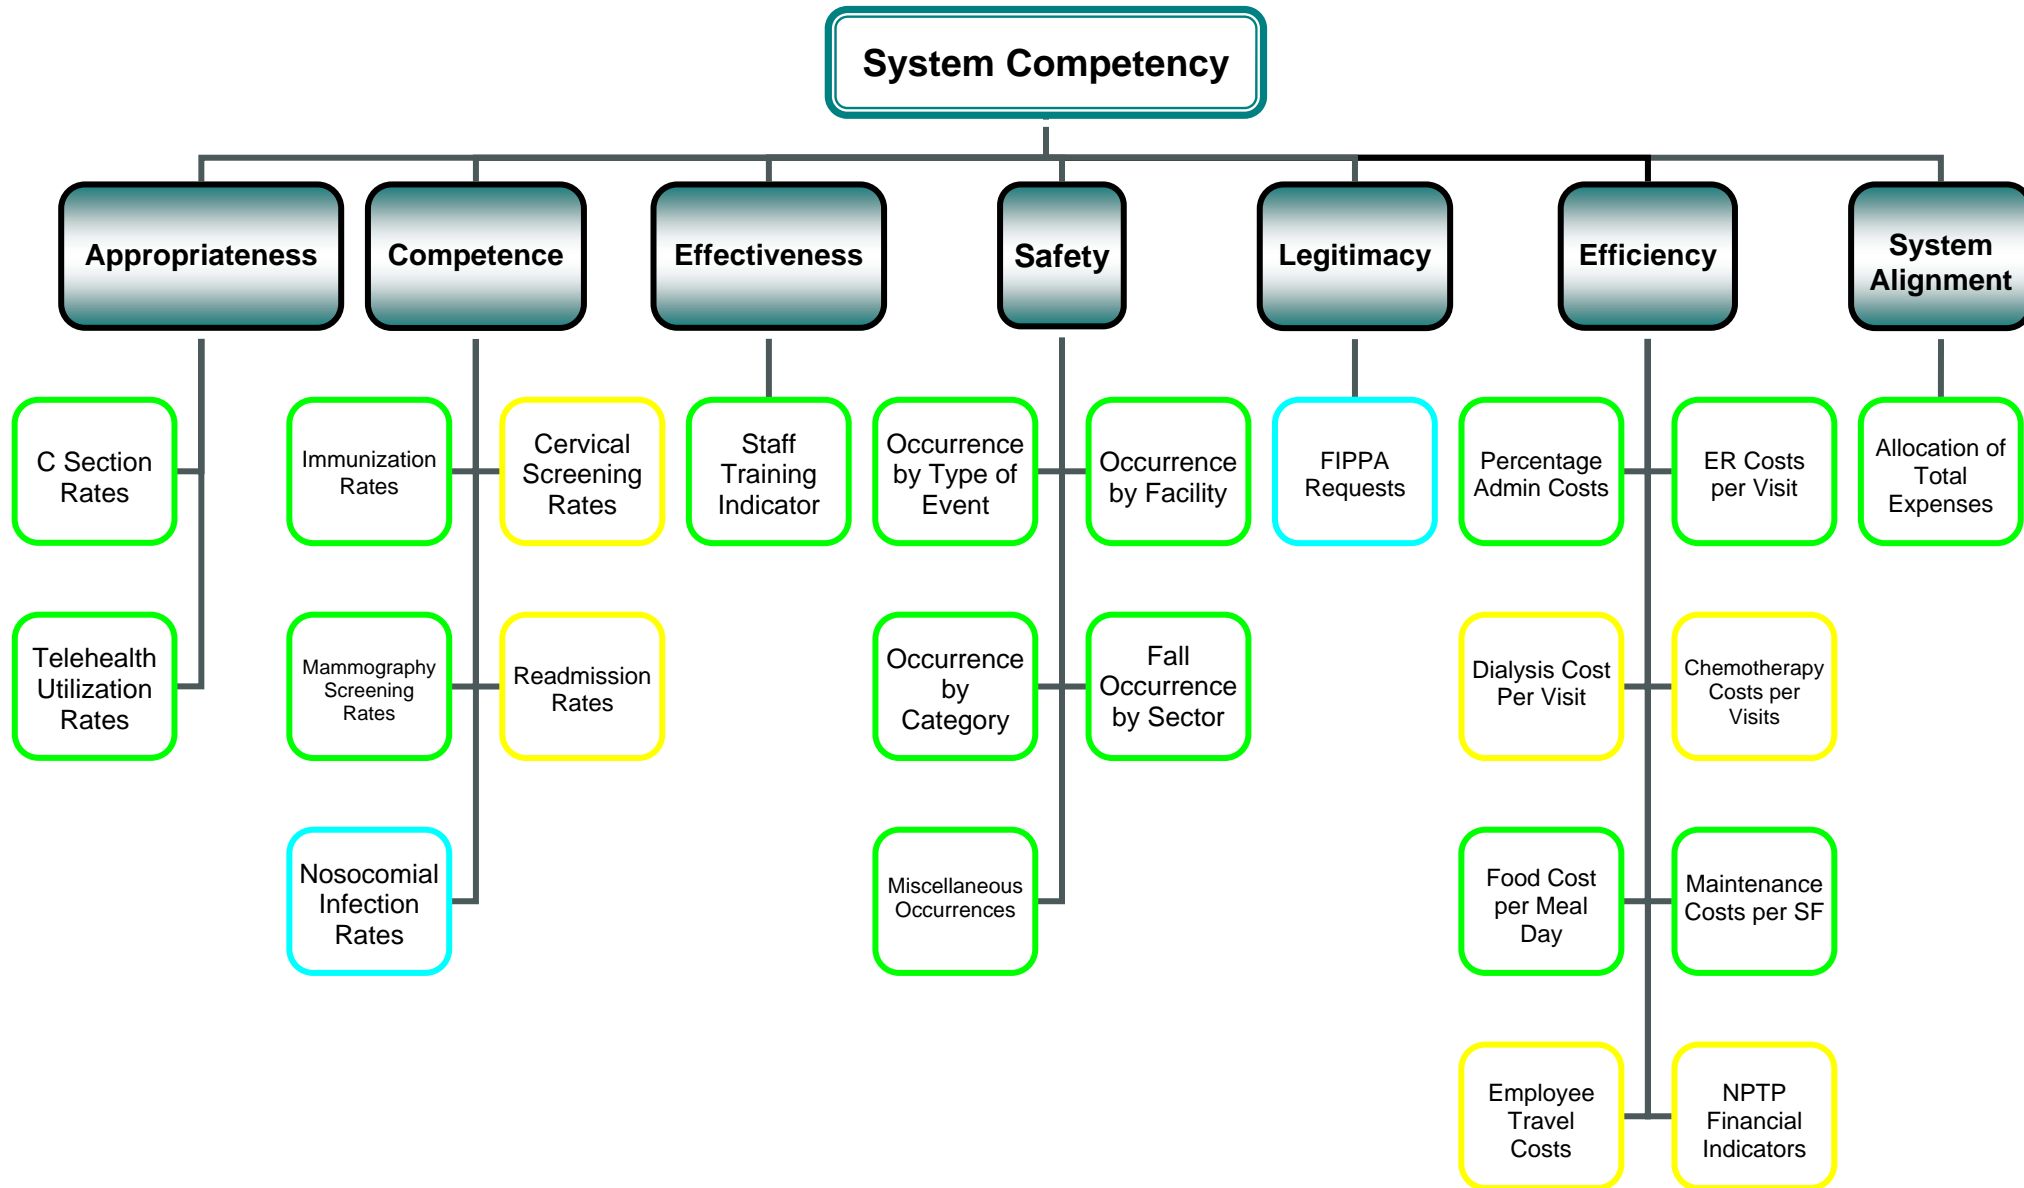 System Competency
Appropriateness
Competence
Effectiveness
Safety
Legitimacy
Efficiency
System
Alignment
C Section
Rates
Immunization
Rates
Cervical
Screening
Rates
Staff
Training
Indicator
Occurrence
by Type of
Event
Occurrence
by Facility
FIPPA
Requests
Percentage
Admin Costs
ER Costs
per Visit
Allocation of
Total
Expenses
Telehealth
Utilization
Rates
Mammography
Screening
Rates
Readmission
Rates
Occurrence
by
Category
Fall
Occurrence
by Sector
Dialysis Cost
Per Visit
Chemotherapy
Costs per
Visits
Nosocomial
Infection
Rates
Miscellaneous
Occurrences
Food Cost
per Meal
Day
Maintenance
Costs per SF
Employee
Travel
Costs
NPTP
Financial
Indicators